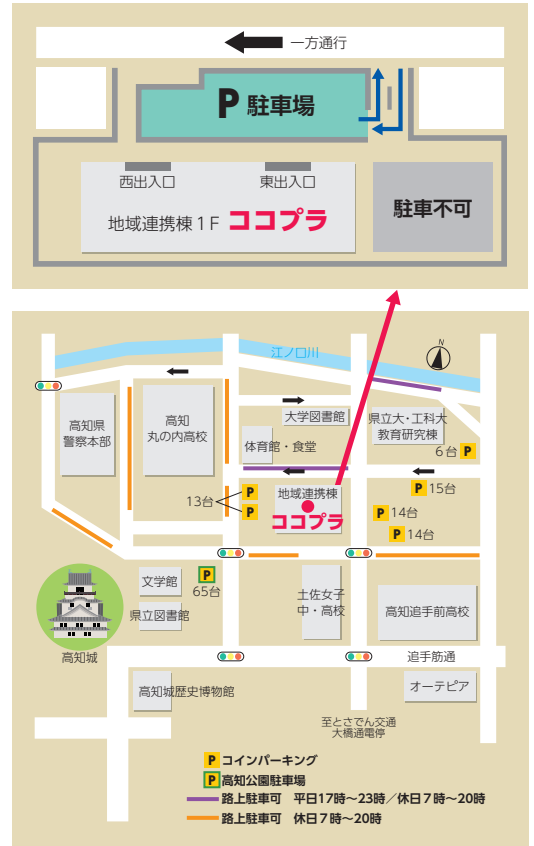 一方通行
P 駐車場
西出入口
東出入口
地域連携棟1F ココプラ
駐車不可
江ノ口川
N
高知県
警察本部
高知
丸の内高校
大学図書館
体育館・食堂
県立大・工科大
教育研究棟
6台 P
P 15台
13台
P
P
地域連携棟
ココプラ
P 14台
P 14台
高知城
文学館
県立図書館
P
65台
土佐女子
中・高校
高知追手前高校
追手筋通
高知城歴史博物館
オーテピア
至とさでん交通
大橋通電停
P コインパーキング
P 高知公園駐車場
路上駐車可 平日17時～23時／休日7時～20時
路上駐車可 休日7時～20時